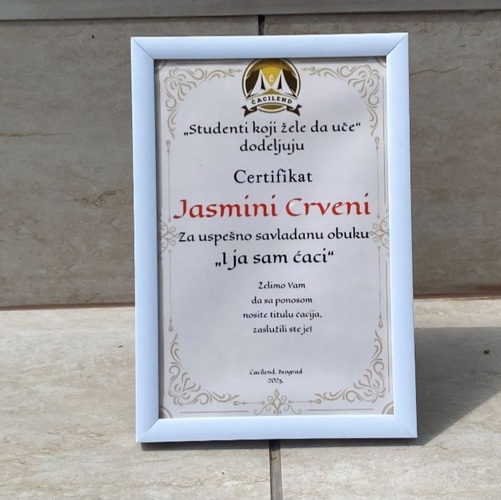 ĆACILEND
„Studenti koji žele da uče“
dodeljuju
Certifikat
Jasmini Crveni
Za uspešno savladanu obuku
„I ja sam ćaci“
Želimo Vam
da sa ponosom
nosite titulu ćacija,
zaslužili ste je!
Ćacilend, Beograd